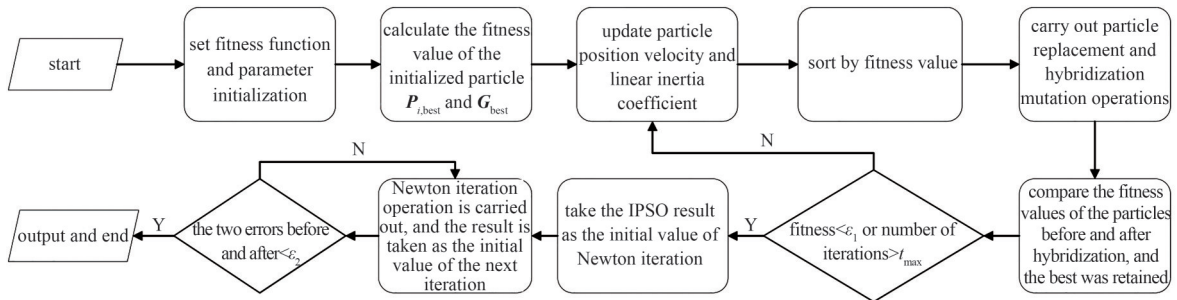 start
set fitness function
and parameter
initialization
calculate the fitness
value of the
initialized particle
P_{i,best} and G_{best}
update particle
position velocity and
linear inertia
coefficient
sort by fitness value
carry out particle
replacement and
hybridization
mutation operations
compare the fitness
values of the particles
before and after
hybridization, and
the best was retained
fitness<ε_1 or number of
iterations>t_{max}
N
Y
take the IPSO result
as the initial value of
Newton iteration
Newton iteration
operation is carried
out, and the result is
taken as the initial
value of the next
iteration
the two errors before
and after<ε_2
N
Y
output and end